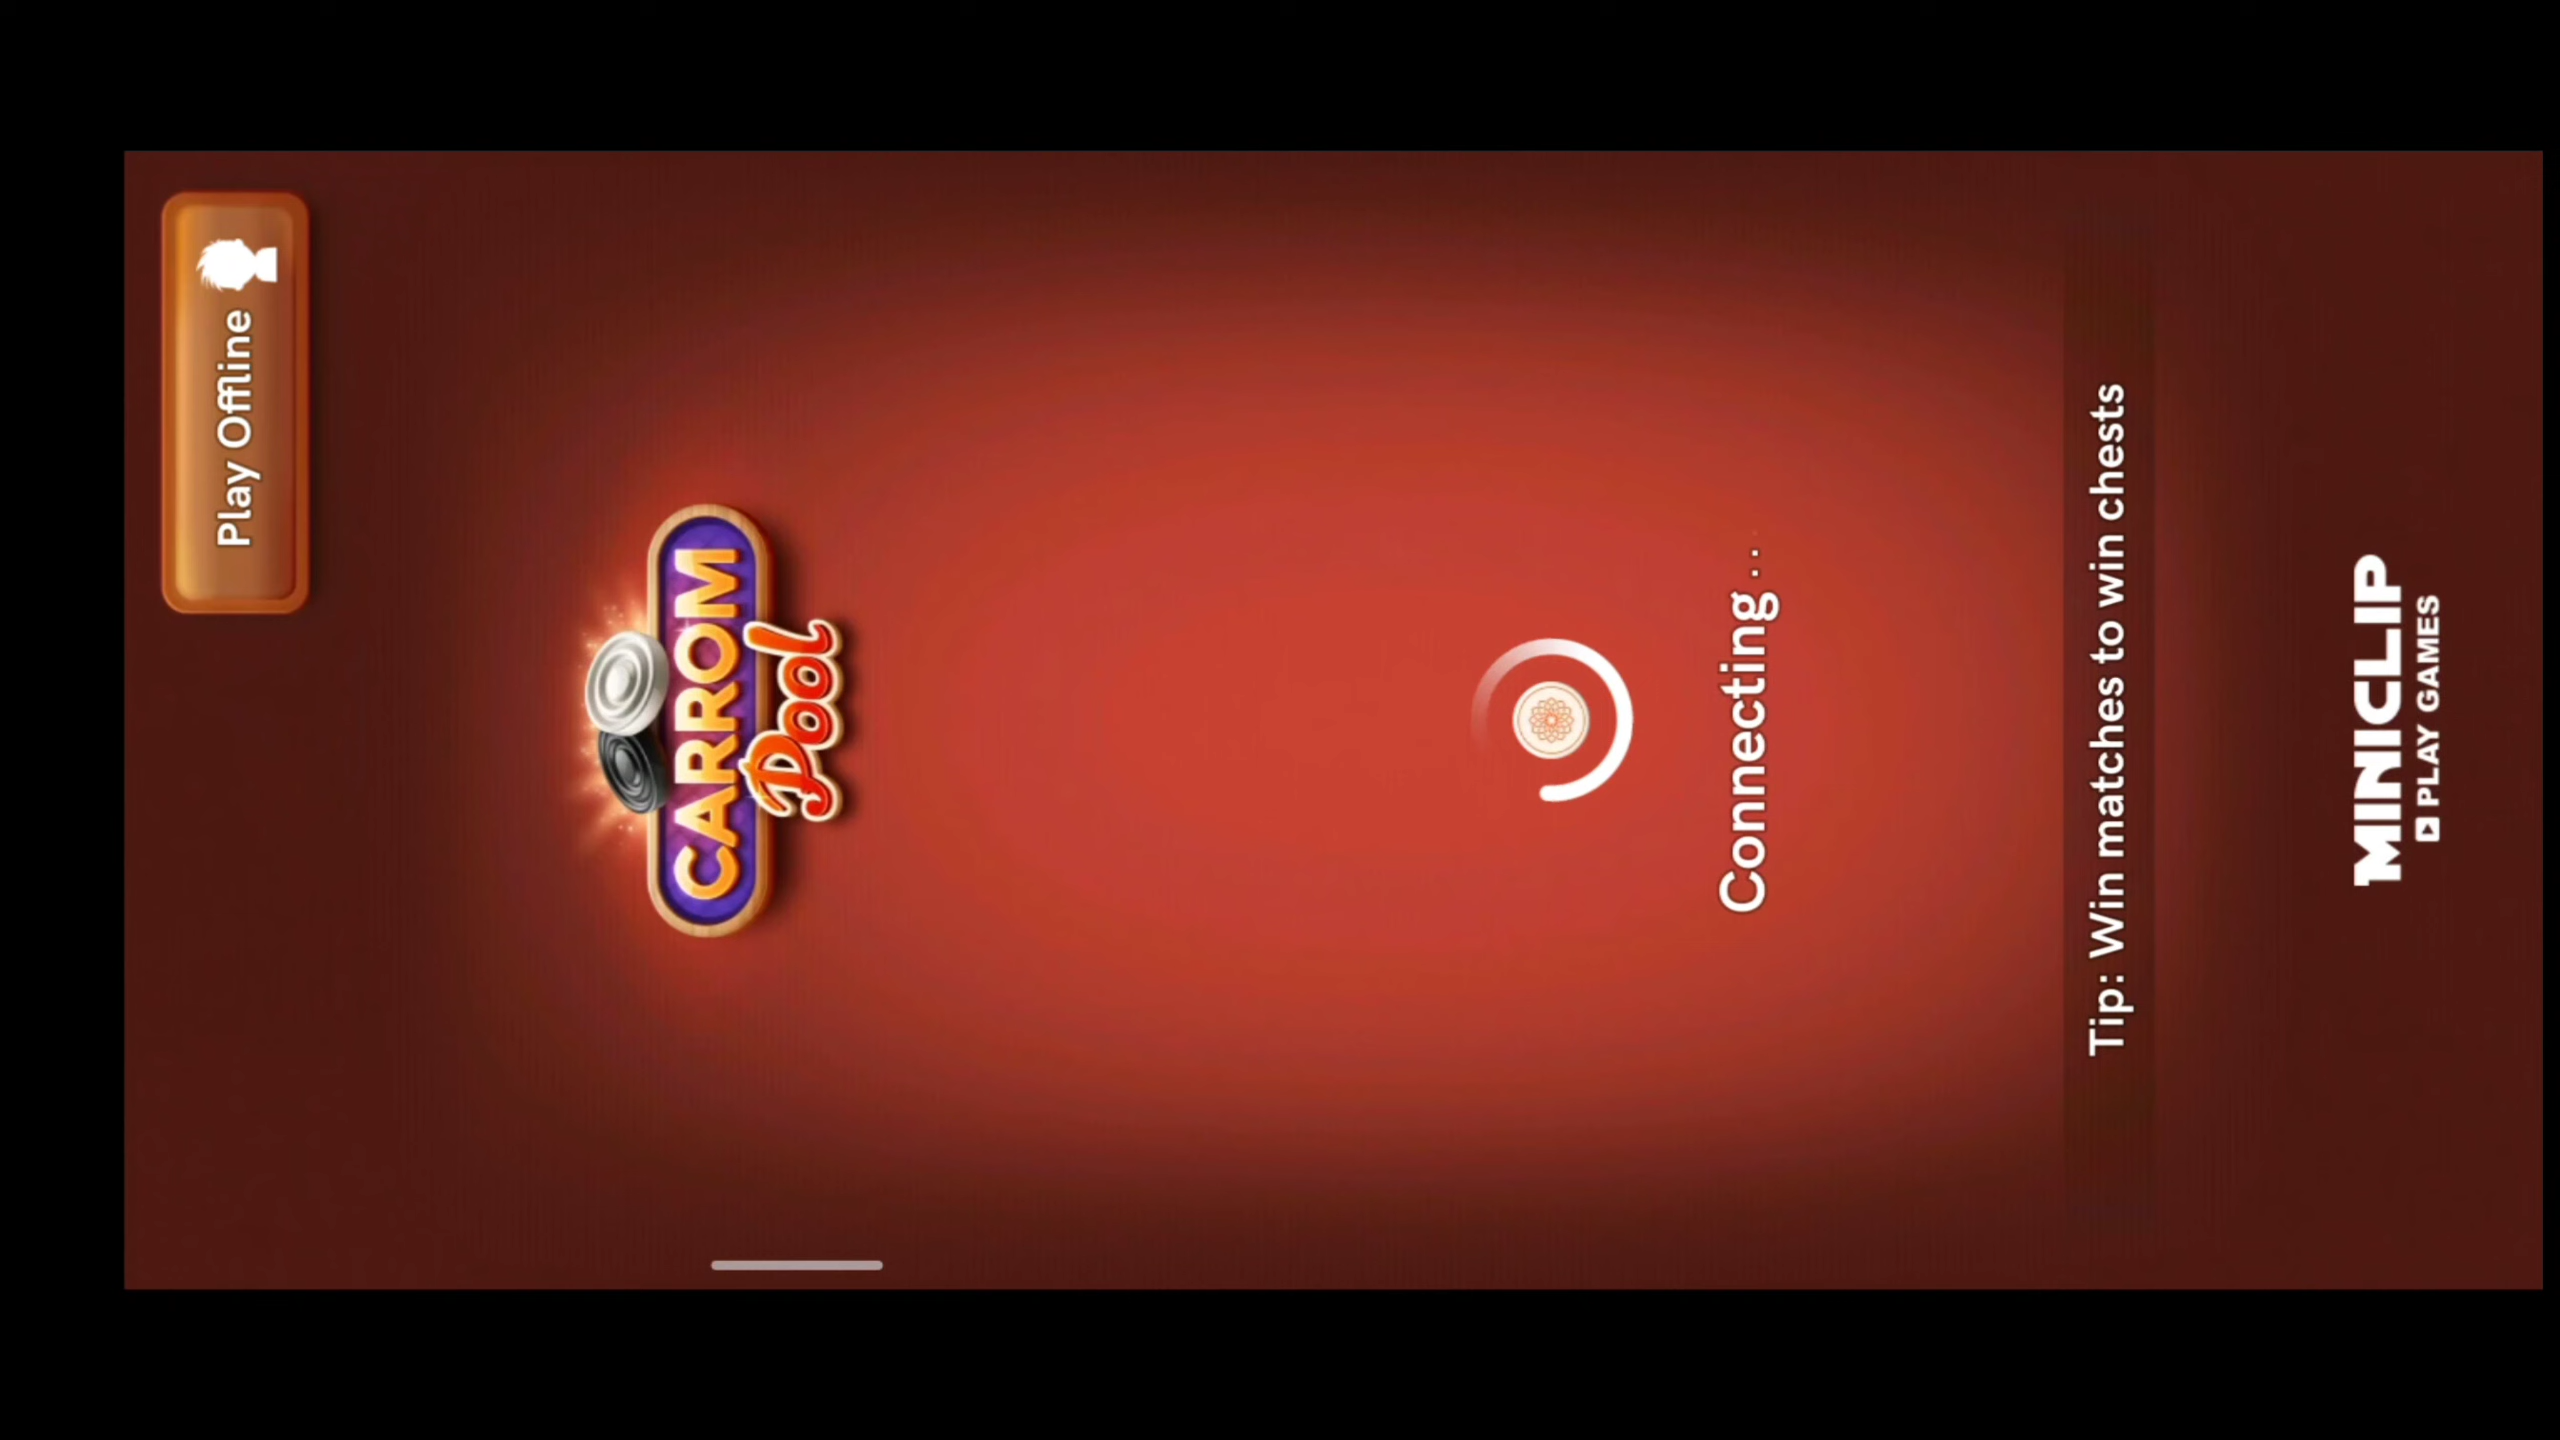 Play Offline
CARROM
Pool
Connecting . .
Tip: Win matches to win chests
MINICLIP
PLAY GAMES